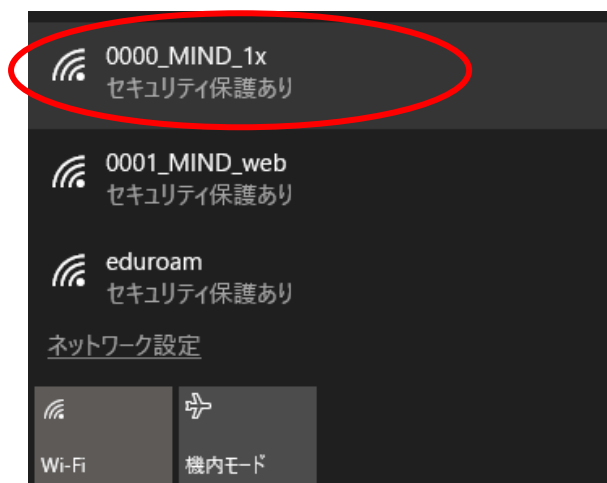 0000_MIND_1x
セキュリティ保護あり
0001_MIND_web
セキュリティ保護あり
eduroam
セキュリティ保護あり
ネットワーク設定
Wi-Fi
機内モード